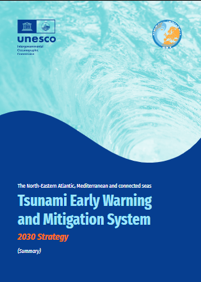 unesco
Intergovernmental
Oceanographic
Commission
The North-Eastern Atlantic, Mediterranean and connected seas
Tsunami Early Warning
and Mitigation System
2030 Strategy
(Summary)